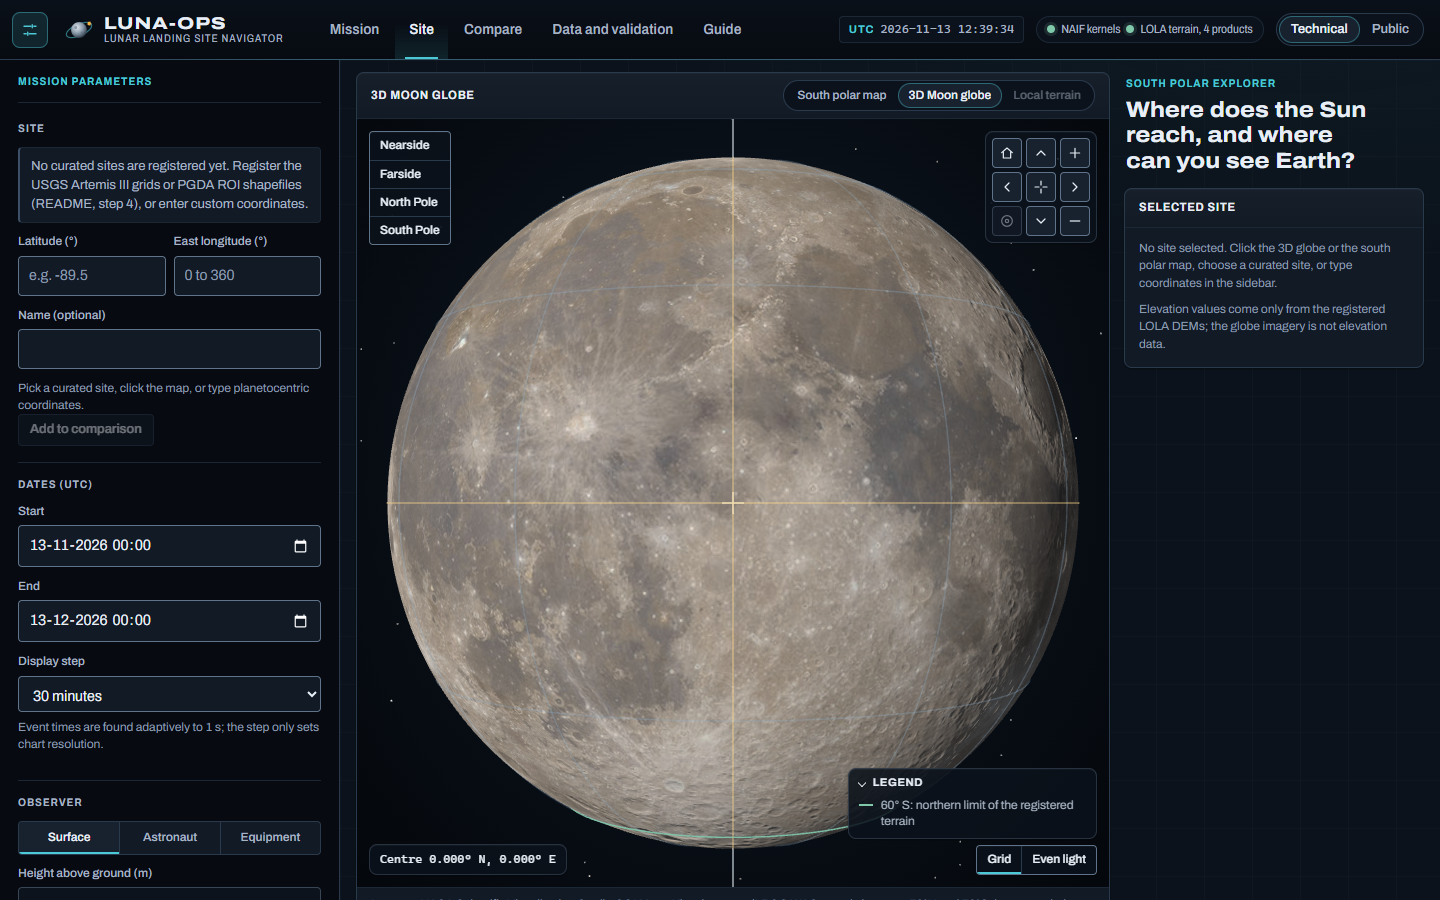 LUNA-OPS
LUNAR LANDING SITE NAVIGATOR
Mission
Site
Compare
Data and validation
Guide
UTC 2026-11-13 12:39:34
NAIF kernels
LOLA terrain, 4 products
Technical
Public
MISSION PARAMETERS
SITE
No curated sites are registered yet. Register the
USGS Artemis III grids or PGDA ROI shapefiles
(README, step 4), or enter custom coordinates.
Latitude (°)
East longitude (°)
e.g. -89.5
0 to 360
Name (optional)
Pick a curated site, click the map, or type planetocentric
coordinates.
Add to comparison
DATES (UTC)
Start
13-11-2026 00:00
End
13-12-2026 00:00
Display step
30 minutes
Event times are found adaptively to 1 s; the step only sets
chart resolution.
OBSERVER
Surface
Astronaut
Equipment
Height above ground (m)
3D MOON GLOBE
South polar map
3D Moon globe
Local terrain
Nearside
Farside
North Pole
South Pole
LEGEND
60° S: northern limit of the registered
terrain
Centre 0.000° N, 0.000° E
Grid
Even light
SOUTH POLAR EXPLORER
Where does the Sun
reach, and where
can you see Earth?
SELECTED SITE
No site selected. Click the 3D globe or the south
polar map, choose a curated site, or type
coordinates in the sidebar.
Elevation values come only from the registered
LOLA DEMs; the globe imagery is not elevation
data.